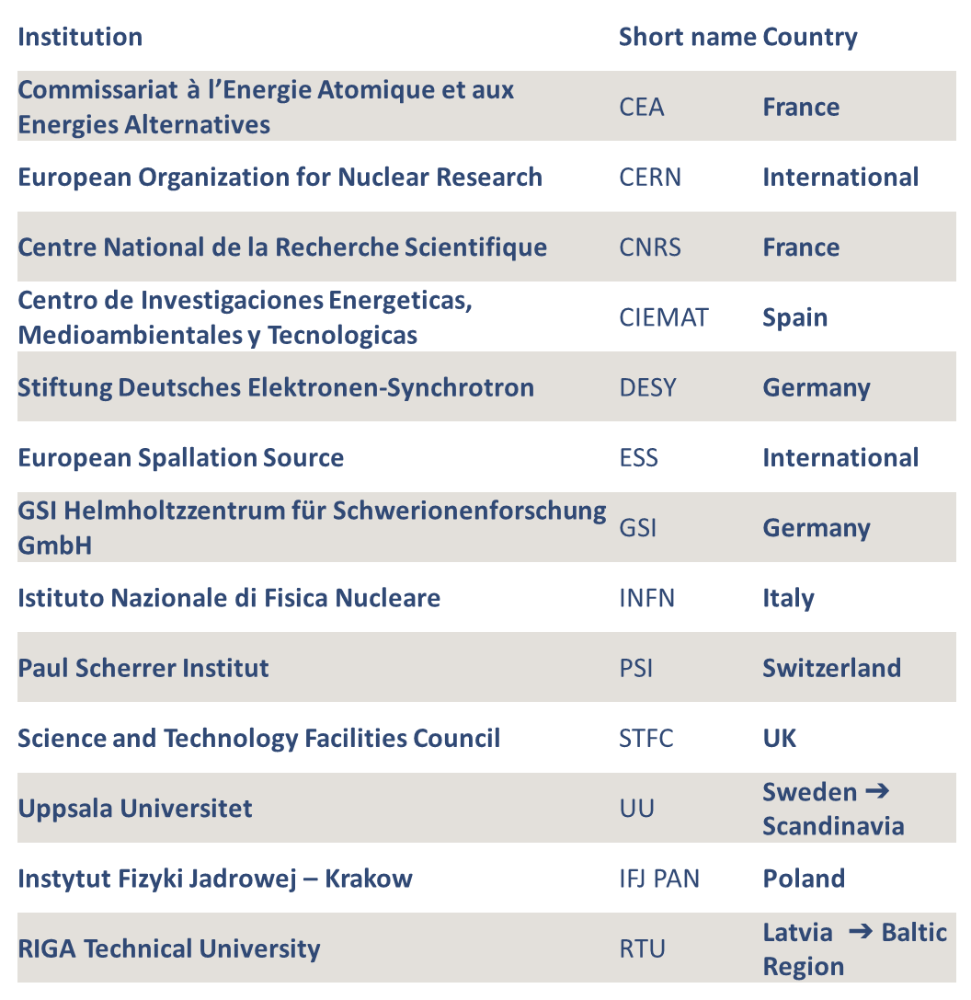 Institution Short name Country
Commissariat à l’Energie Atomique et aux
Energies Alternatives
CEA France
European Organization for Nuclear Research CERN International
Centre National de la Recherche Scientifique CNRS France
Centro de Investigaciones Energeticas,
Medioambientales y Tecnologicas
CIEMAT Spain
Stiftung Deutsches Elektronen-Synchrotron DESY Germany
European Spallation Source ESS International
GSI Helmholtzzentrum für Schwerionenforschung
GmbH
GSI Germany
Istituto Nazionale di Fisica Nucleare INFN Italy
Paul Scherrer Institut PSI Switzerland
Science and Technology Facilities Council STFC UK
Uppsala Universitet UU
Sweden ➔
Scandinavia
Instytut Fizyki Jadrowej – Krakow IFJ PAN Poland
RIGA Technical University RTU
Latvia ➔ Baltic
Region